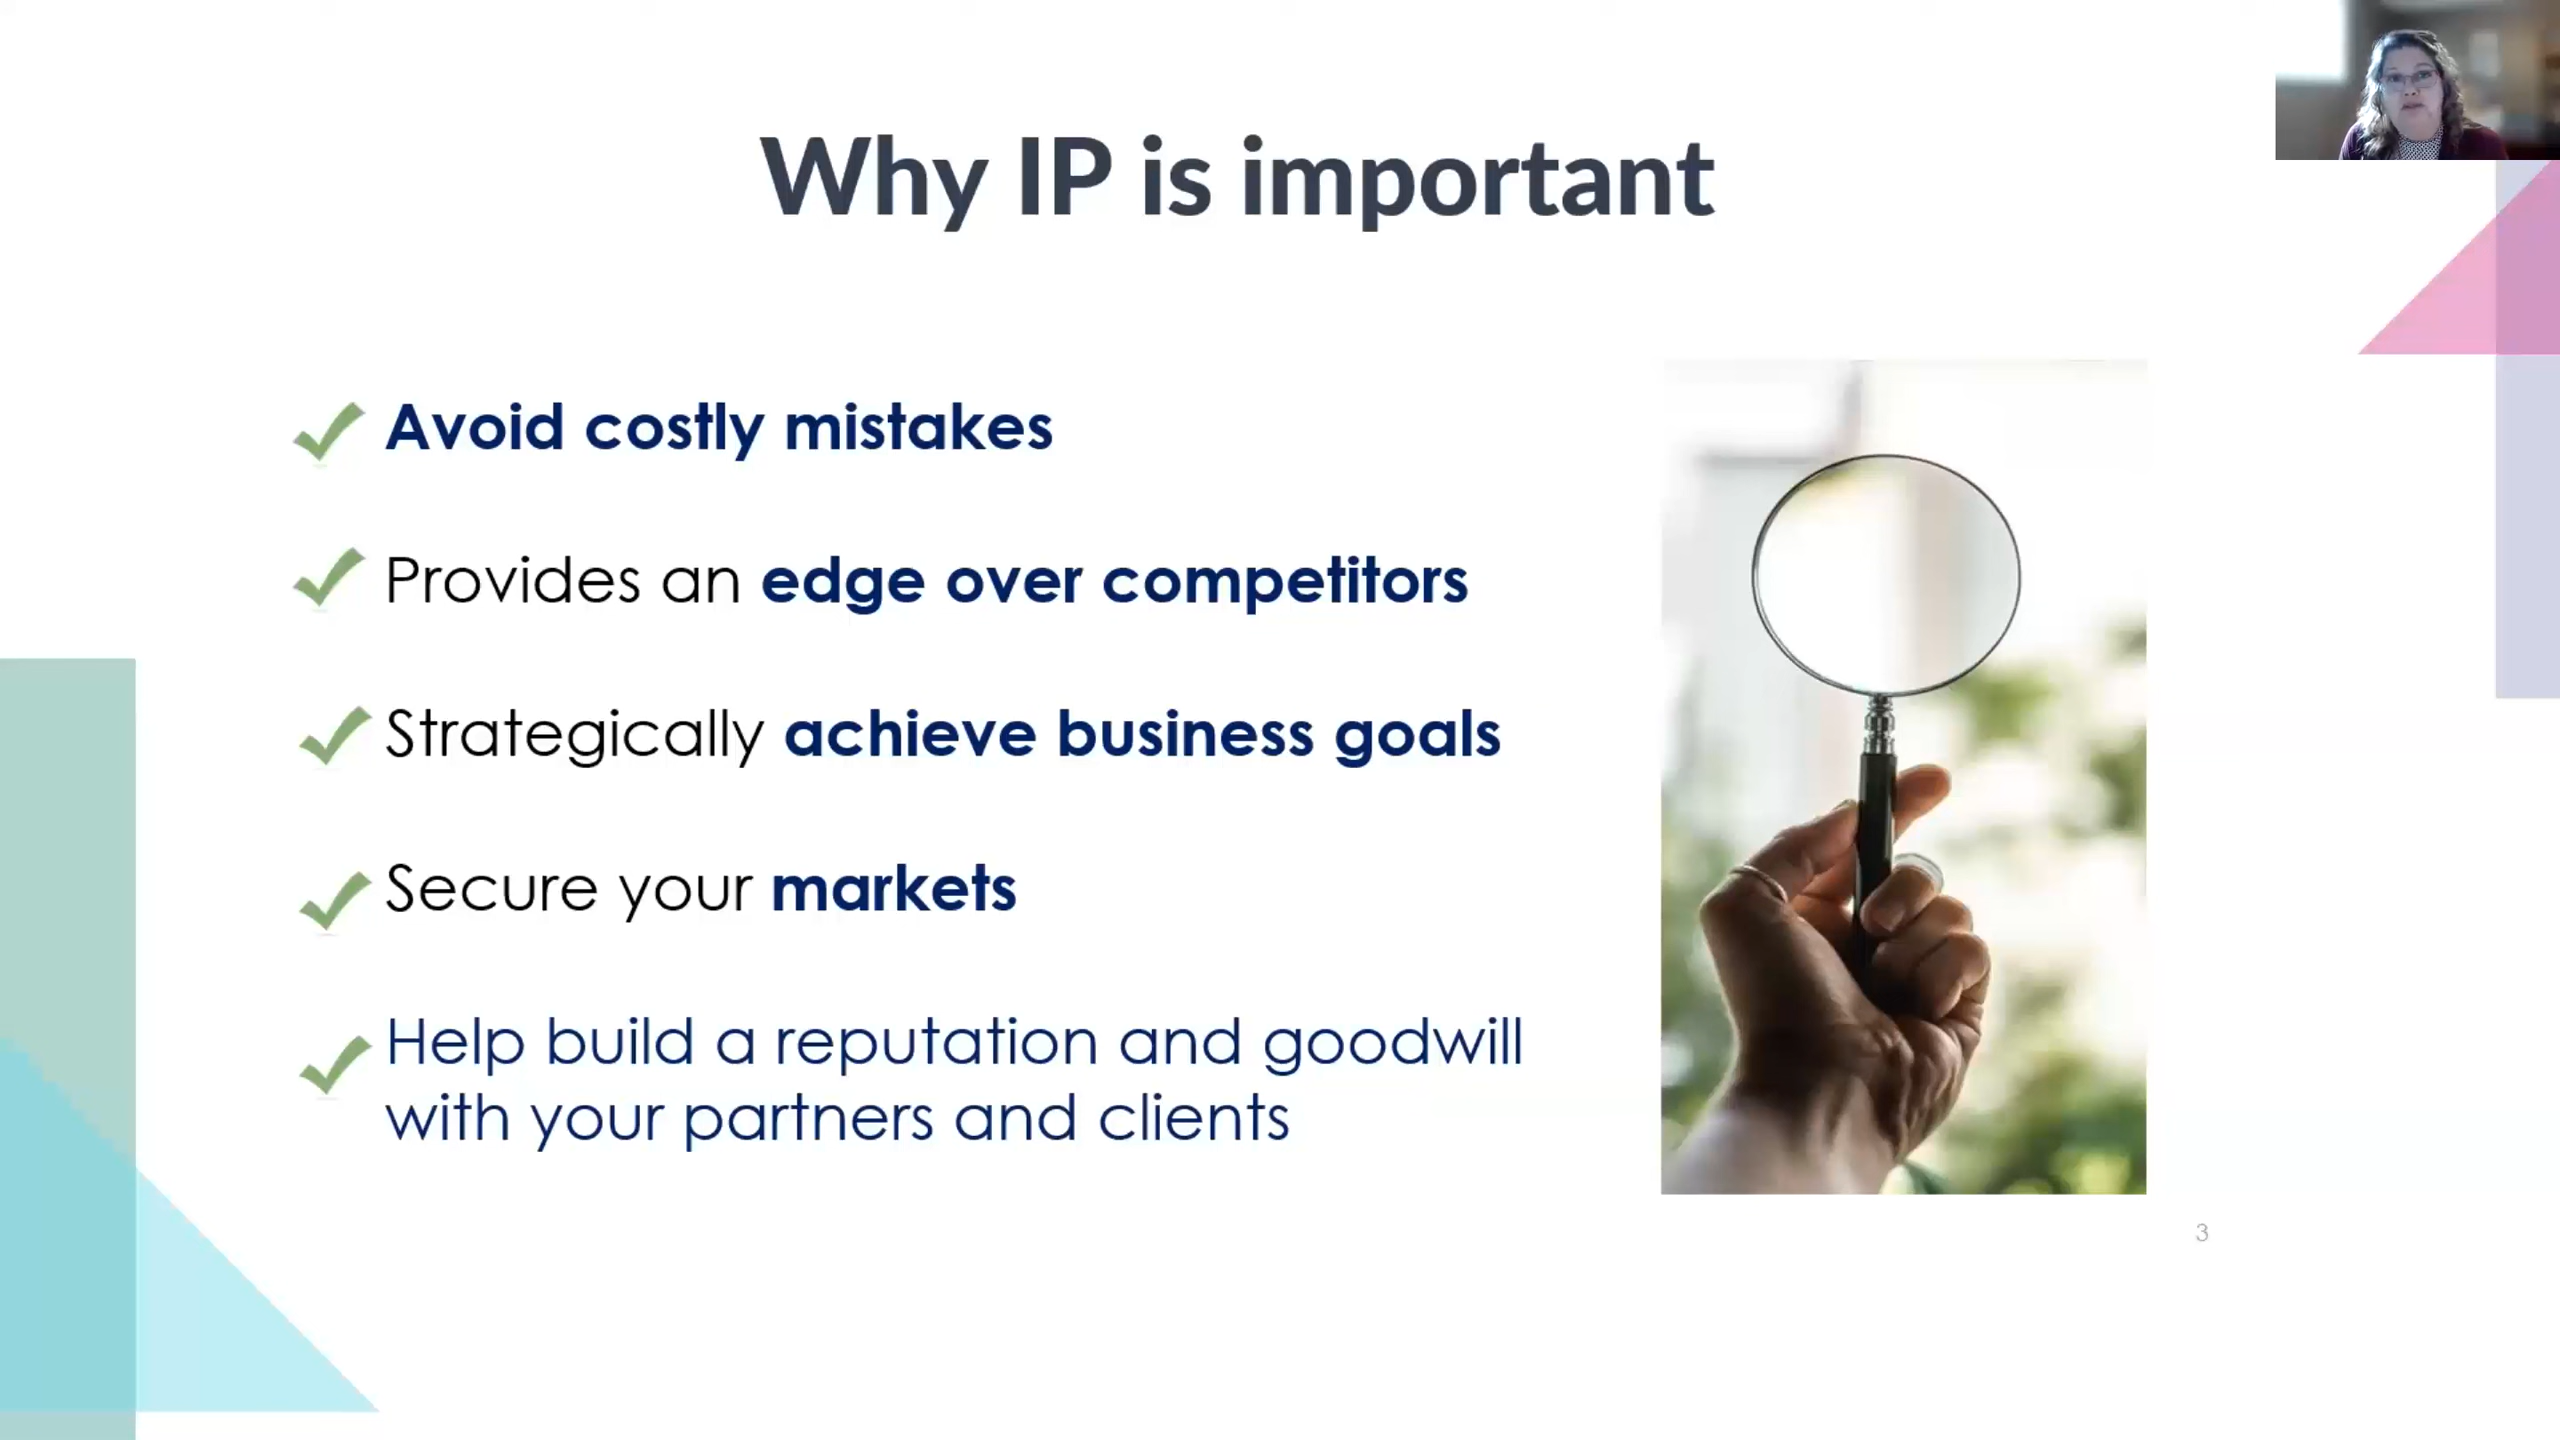 Why IP is important
Avoid costly mistakes
Provides an edge over competitors
Strategically achieve business goals
Secure your markets
Help build a reputation and goodwill
with your partners and clients
3